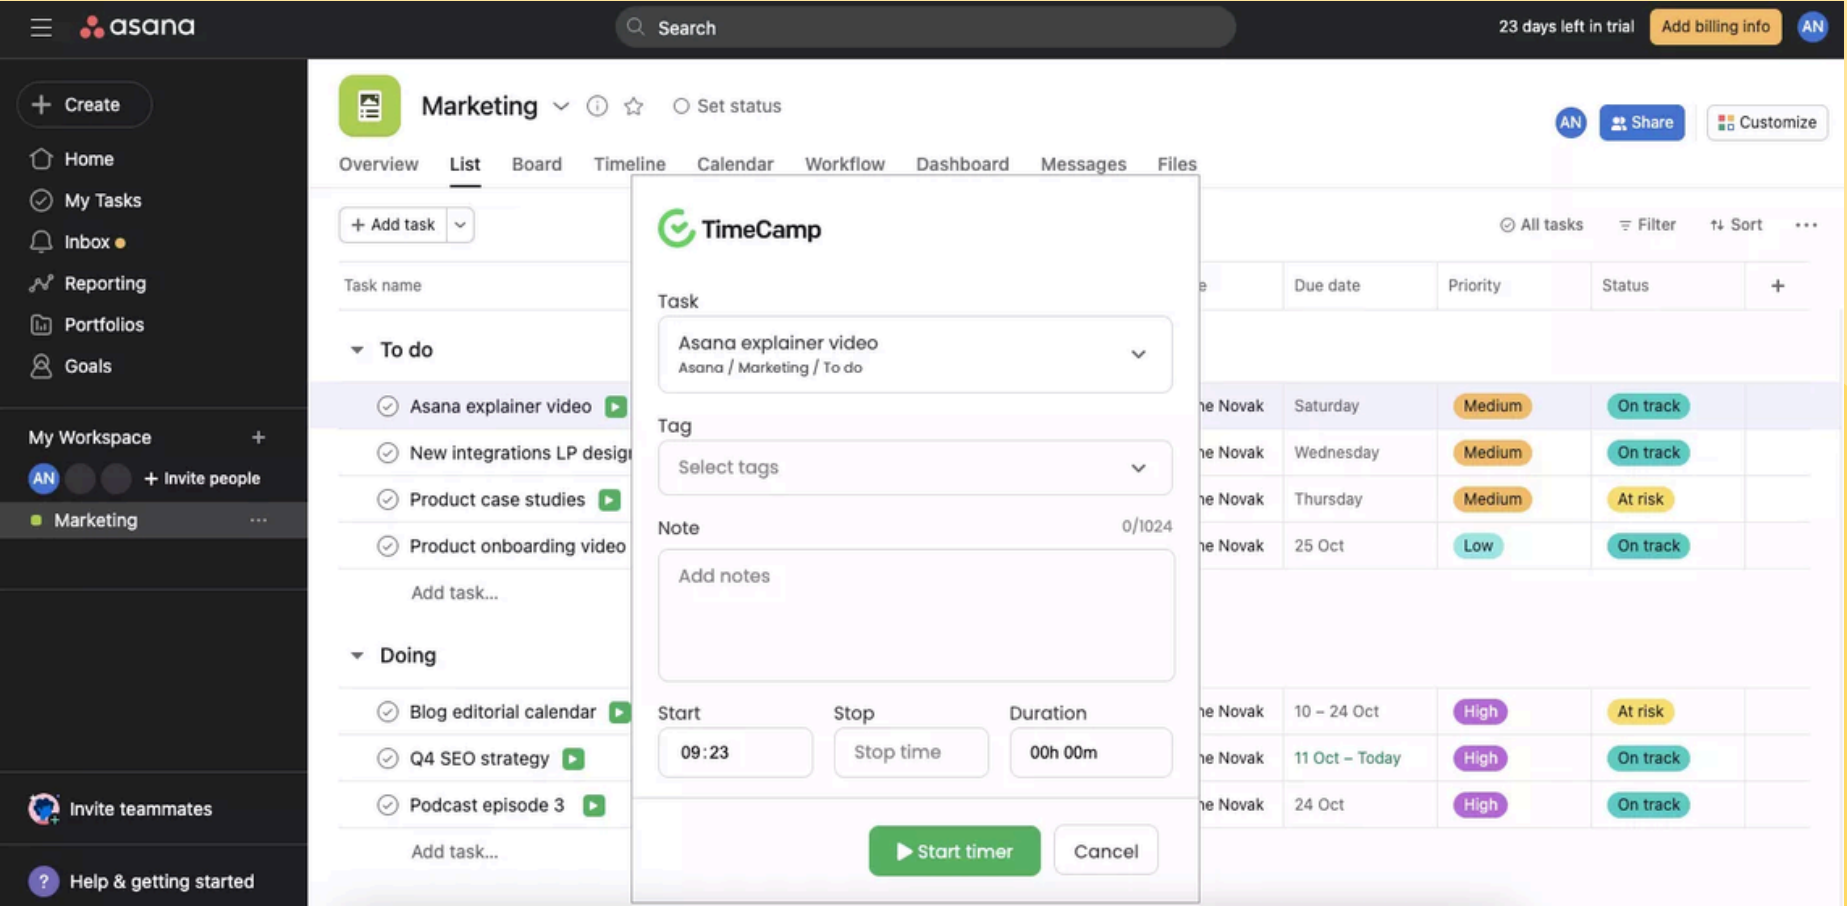 asana
Search
23 days left in trial
Add billing info
AN
Create
Home
My Tasks
Inbox
Reporting
Portfolios
Goals
My Workspace
AN
+ Invite people
Marketing
Invite teammates
? Help & getting started
Marketing
Set status
AN
Share
Customize
Overview List Board Timeline Calendar Workflow Dashboard Messages Files
+ Add task
All tasks Filter Sort
Task name
Due date Priority Status +
To do
Asana explainer video
Novak Saturday Medium On track
New integrations LP
Novak Wednesday Medium On track
Product case studies
Novak Thursday Medium At risk
Product onboarding video
Novak 25 Oct Low On track
Add task...
Doing
Blog editorial calendar
Novak 10 – 24 Oct High At risk
Q4 SEO strategy
Novak 11 Oct – Today High On track
Podcast episode 3
Novak 24 Oct High On track
Add task...
TimeCamp
Task
Asana explainer video
Asana / Marketing / To do
Tag
Select tags
Note 0/1024
Add notes
Start Stop Duration
09:23 Stop time 00h 00m
Start timer Cancel